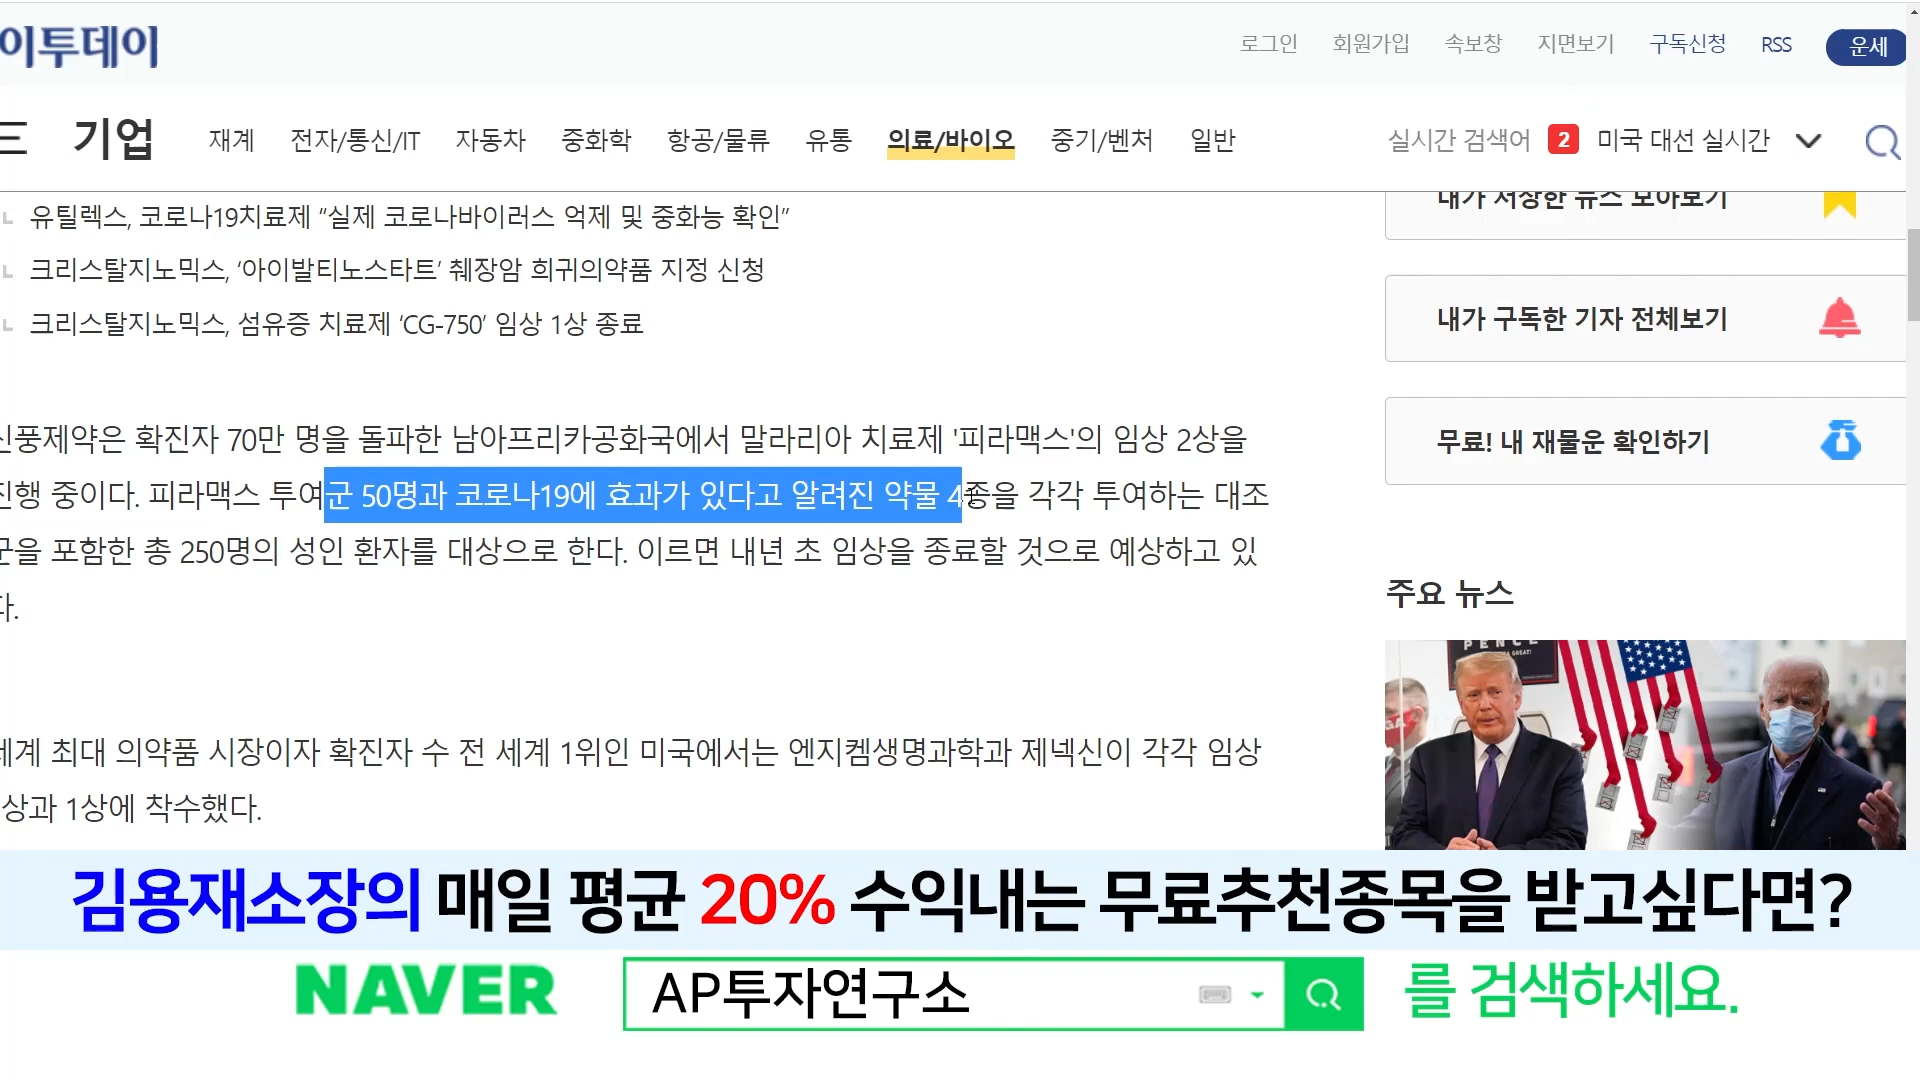 이투데이
로그인 회원가입 속보창 지면보기 구독신청 RSS 운세
기업 재계 전자/통신/IT 자동차 중화학 항공/물류 유통 의료/바이오 중기/벤처 일반 실시간 검색어 2 미국 대선 실시간
유틸렉스, 코로나19치료제 “실제 코로나바이러스 억제 및 중화능 확인”
크리스탈지노믹스, ‘아이발티노스타트’ 췌장암 희귀의약품 지정 신청
크리스탈지노믹스, 섬유증 치료제 ‘CG-750’ 임상 1상 종료
내가 저장한 뉴스 모아보기
내가 구독한 기자 전체보기
무료! 내 재물운 확인하기
신풍제약은 확진자 70만 명을 돌파한 남아프리카공화국에서 말라리아 치료제 '피라맥스'의 임상 2상을
진행 중이다. 피라맥스 투여군 50명과 코로나19에 효과가 있다고 알려진 약물 4종을 각각 투여하는 대조
군을 포함한 총 250명의 성인 환자를 대상으로 한다. 이르면 내년 초 임상을 종료할 것으로 예상하고 있
다.
세계 최대 의약품 시장이자 확진자 수 전 세계 1위인 미국에서는 엔지켐생명과학과 제넥신이 각각 임상
상과 1상에 착수했다.
주요 뉴스
PENCE
GREAT!
김용재소장의 매일 평균 20% 수익내는 무료추천종목을 받고싶다면?
NAVER AP투자연구소 를 검색하세요.